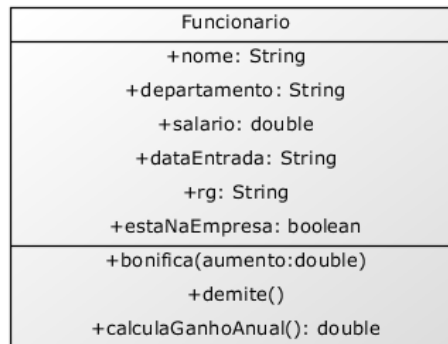 Funcionario
+nome: String
+departamento: String
+salario: double
+dataEntrada: String
+rg: String
+estaNaEmpresa: boolean
+bonifica(aumento:double)
+demite()
+calculaGanhoAnual(): double